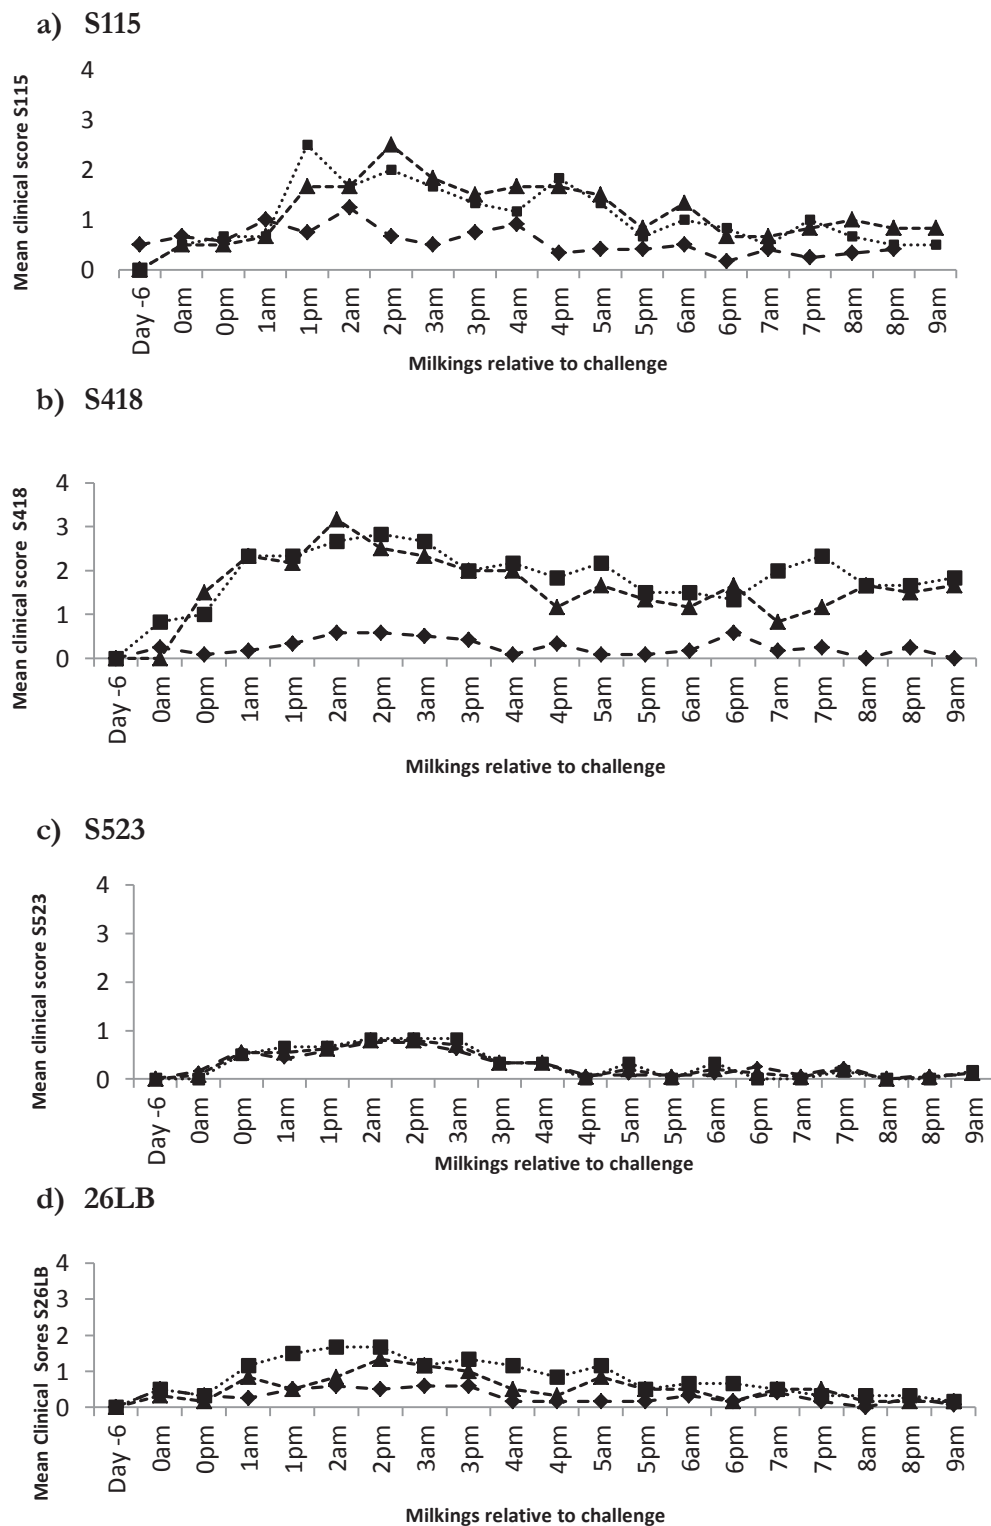 a) S115
Mean clinical score S115
4
3
2
1
0
Day -6 0am 0pm 1am 1pm 2am 2pm 3am 3pm 4am 4pm 5am 5pm 6am 6pm 7am 7pm 8am 8pm 9am
Milkings relative to challenge
b) S418
Mean clinical score S418
4
3
2
1
0
Day -6 0am 0pm 1am 1pm 2am 2pm 3am 3pm 4am 4pm 5am 5pm 6am 6pm 7am 7pm 8am 8pm 9am
Milkings relative to challenge
c) S523
Mean clinical score S523
4
3
2
1
0
Day -6 0am 0pm 1am 1pm 2am 2pm 3am 3pm 4am 4pm 5am 5pm 6am 6pm 7am 7pm 8am 8pm 9am
Milkings relative to challenge
d) 26LB
Mean Clinical Sores S26LB
4
3
2
1
0
Day -6 0am 0pm 1am 1pm 2am 2pm 3am 3pm 4am 4pm 5am 5pm 6am 6pm 7am 7pm 8am 8pm 9am
Milkings relative to challenge